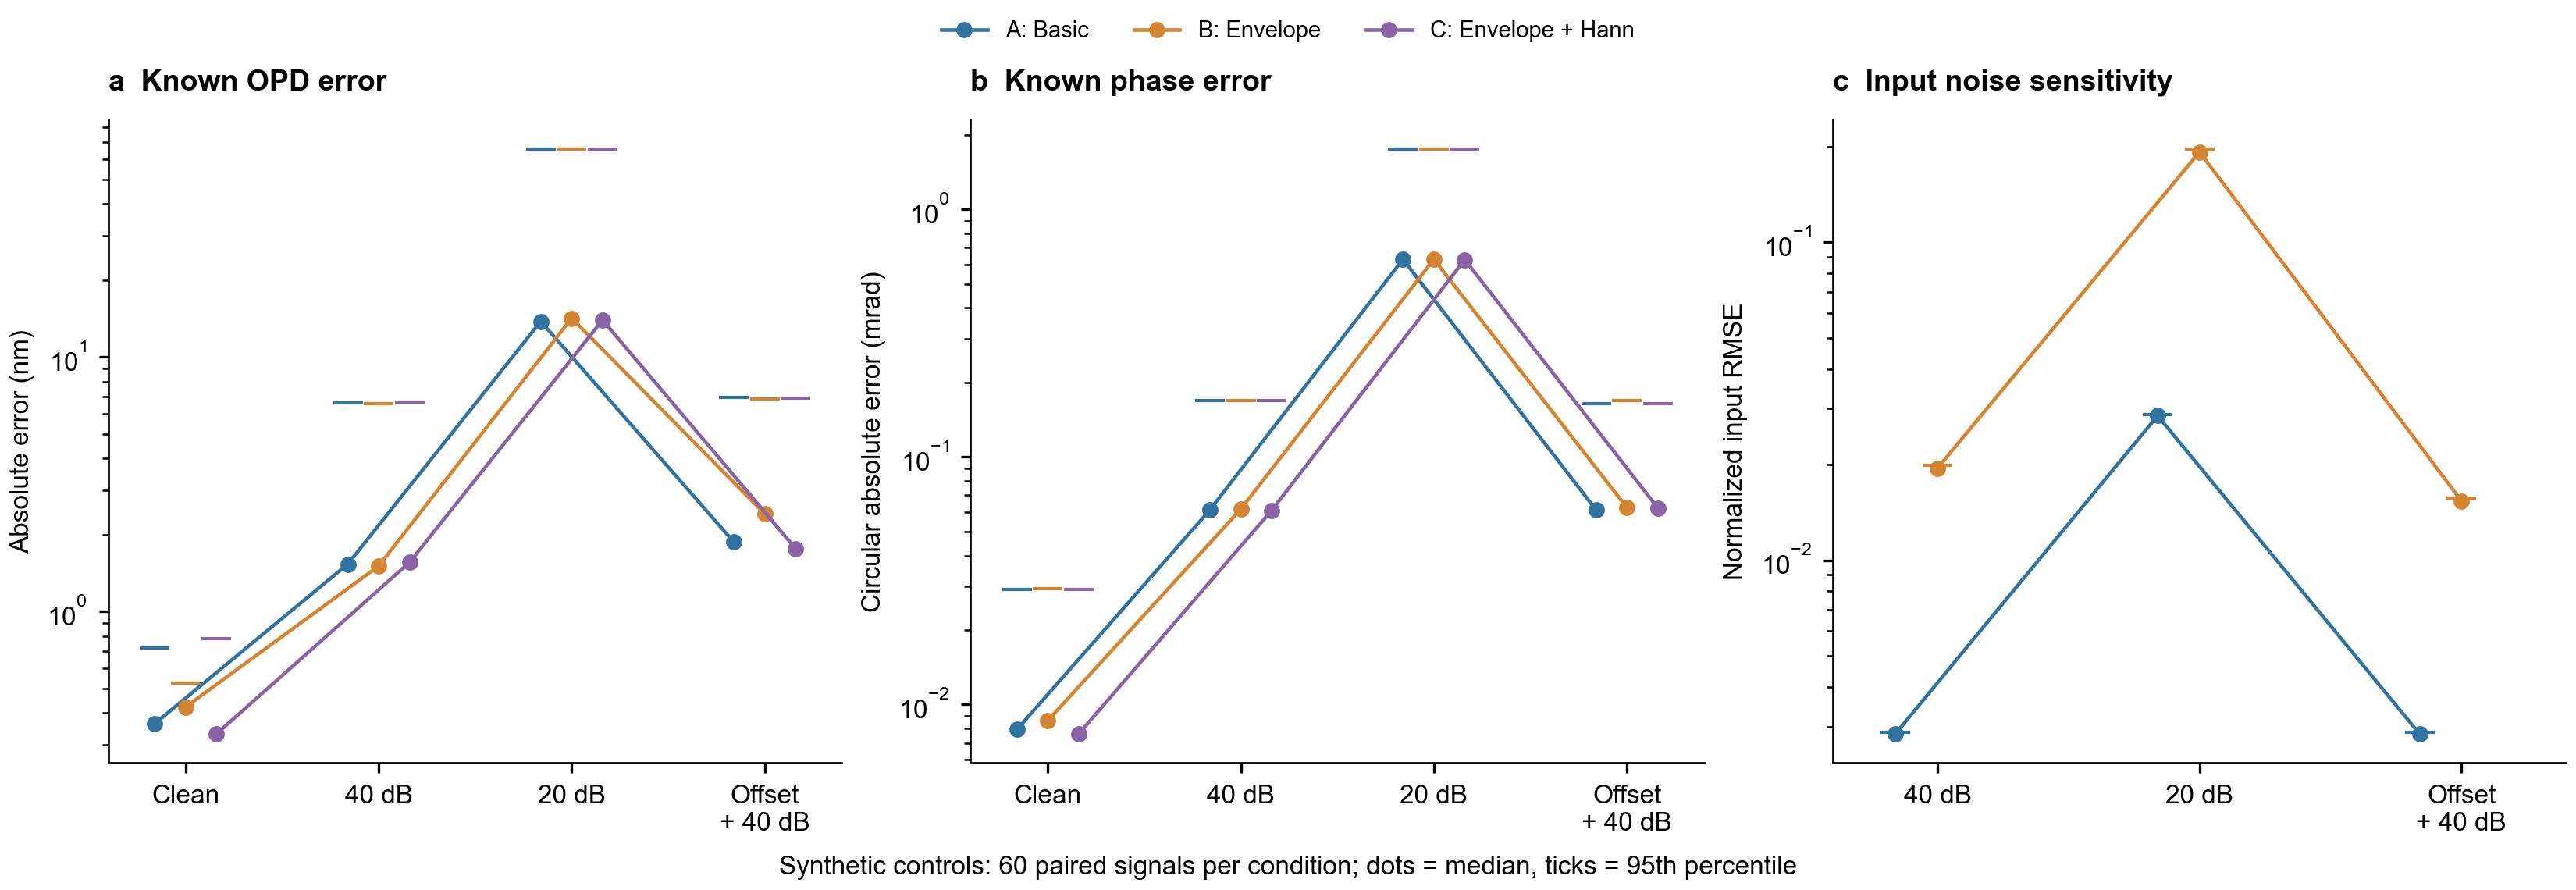 A: Basic
B: Envelope
C: Envelope + Hann
a Known OPD error
b Known phase error
c Input noise sensitivity
Absolute error (nm)
10^1
10^0
Clean
40 dB
20 dB
Offset
+ 40 dB
Circular absolute error (mrad)
10^0
10^−1
10^−2
Clean
40 dB
20 dB
Offset
+ 40 dB
Normalized input RMSE
10^−1
10^−2
40 dB
20 dB
Offset
+ 40 dB
Synthetic controls: 60 paired signals per condition; dots = median, ticks = 95th percentile